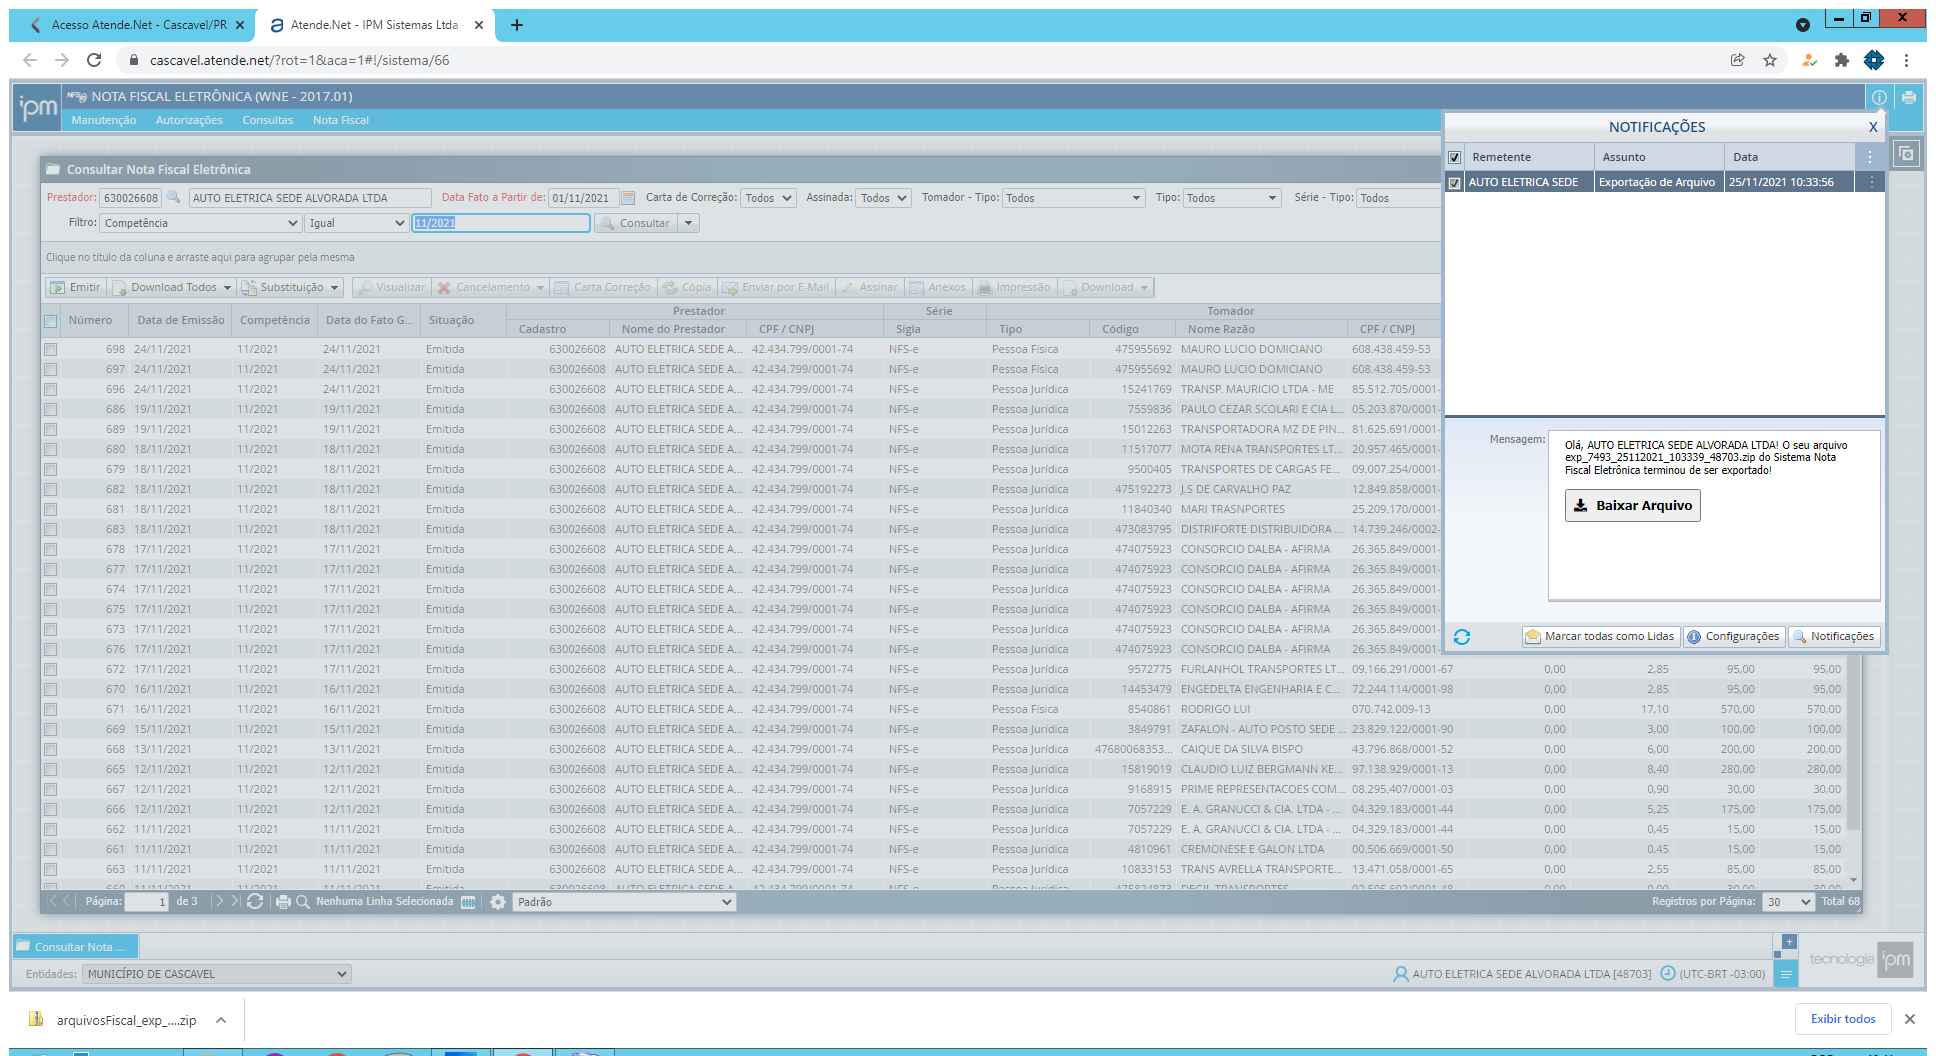 Acesso Atende.Net - Cascavel/PR
Atende.Net - IPM Sistemas Ltda
cascavel.atende.net/?rot=1&aca=1#!/sistema/66
ipm NOTA FISCAL ELETRÔNICA (WNE - 2017.01)
Manutenção Autorizações Consultas Nota Fiscal
Consultar Nota Fiscal Eletrônica
Prestador: 630026608 AUTO ELETRICA SEDE ALVORADA LTDA Data Fato a Partir de: 01/11/2021 Carta de Correção: Todos Assinada: Todos Tomador - Tipo: Todos Tipo: Todos Série - Tipo: Todos
Filtro: Competência Igual 11/2021 Consultar
Clique no título da coluna e arraste aqui para agrupar pela mesma
Emitir Download Todos Substituição Visualizar Cancelamento Carta Correção Cópia Enviar por E-Mail Assinar Anexos Impressão Download
Prestador Série Tomador
Número Data de Emissão Competência Data do Fato G... Situação Cadastro Nome do Prestador CPF / CNPJ Sigla Tipo Código Nome Razão CPF / CNPJ
698 24/11/2021 11/2021 24/11/2021 Emitida 630026608 AUTO ELETRICA SEDE A... 42.434.799/0001-74 NFS-e Pessoa Física 475955692 MAURO LUCIO DOMICIANO 608.438.459-53
697 24/11/2021 11/2021 24/11/2021 Emitida 630026608 AUTO ELETRICA SEDE A... 42.434.799/0001-74 NFS-e Pessoa Física 475955692 MAURO LUCIO DOMICIANO 608.438.459-53
696 24/11/2021 11/2021 24/11/2021 Emitida 630026608 AUTO ELETRICA SEDE A... 42.434.799/0001-74 NFS-e Pessoa Jurídica 15241769 TRANSP. MAURICIO LTDA - ME 85.512.705/0001-
686 19/11/2021 11/2021 19/11/2021 Emitida 630026608 AUTO ELETRICA SEDE A... 42.434.799/0001-74 NFS-e Pessoa Jurídica 7559836 PAULO CEZAR SCOLARI E CIA L... 05.203.870/0001-
689 19/11/2021 11/2021 19/11/2021 Emitida 630026608 AUTO ELETRICA SEDE A... 42.434.799/0001-74 NFS-e Pessoa Jurídica 15012263 TRANSPORTADORA MZ DE PIN... 81.625.691/0001-
680 18/11/2021 11/2021 18/11/2021 Emitida 630026608 AUTO ELETRICA SEDE A... 42.434.799/0001-74 NFS-e Pessoa Jurídica 11517077 MOTA RENA TRANSPORTES LT... 20.957.465/0001-
679 18/11/2021 11/2021 18/11/2021 Emitida 630026608 AUTO ELETRICA SEDE A... 42.434.799/0001-74 NFS-e Pessoa Jurídica 9500405 TRANSPORTES DE CARGAS FE... 09.007.254/0001-
682 18/11/2021 11/2021 18/11/2021 Emitida 630026608 AUTO ELETRICA SEDE A... 42.434.799/0001-74 NFS-e Pessoa Jurídica 475192273 J.S DE CARVALHO PAZ 12.849.858/0001-
681 18/11/2021 11/2021 18/11/2021 Emitida 630026608 AUTO ELETRICA SEDE A... 42.434.799/0001-74 NFS-e Pessoa Jurídica 11840340 MARI TRASNPORTES 25.209.170/0001-
683 18/11/2021 11/2021 18/11/2021 Emitida 630026608 AUTO ELETRICA SEDE A... 42.434.799/0001-74 NFS-e Pessoa Jurídica 473083795 DISTRIFORTE DISTRIBUIDORA ... 14.739.246/0002-
678 17/11/2021 11/2021 17/11/2021 Emitida 630026608 AUTO ELETRICA SEDE A... 42.434.799/0001-74 NFS-e Pessoa Jurídica 474075923 CONSORCIO DALBA - AFIRMA 26.365.849/0001-
677 17/11/2021 11/2021 17/11/2021 Emitida 630026608 AUTO ELETRICA SEDE A... 42.434.799/0001-74 NFS-e Pessoa Jurídica 474075923 CONSORCIO DALBA - AFIRMA 26.365.849/0001-
674 17/11/2021 11/2021 17/11/2021 Emitida 630026608 AUTO ELETRICA SEDE A... 42.434.799/0001-74 NFS-e Pessoa Jurídica 474075923 CONSORCIO DALBA - AFIRMA 26.365.849/0001-
675 17/11/2021 11/2021 17/11/2021 Emitida 630026608 AUTO ELETRICA SEDE A... 42.434.799/0001-74 NFS-e Pessoa Jurídica 474075923 CONSORCIO DALBA - AFIRMA 26.365.849/0001-
673 17/11/2021 11/2021 17/11/2021 Emitida 630026608 AUTO ELETRICA SEDE A... 42.434.799/0001-74 NFS-e Pessoa Jurídica 474075923 CONSORCIO DALBA - AFIRMA 26.365.849/0001-
676 17/11/2021 11/2021 17/11/2021 Emitida 630026608 AUTO ELETRICA SEDE A... 42.434.799/0001-74 NFS-e Pessoa Jurídica 474075923 CONSORCIO DALBA - AFIRMA 26.365.849/0001-
672 17/11/2021 11/2021 17/11/2021 Emitida 630026608 AUTO ELETRICA SEDE A... 42.434.799/0001-74 NFS-e Pessoa Jurídica 9572775 FURLANHOL TRANSPORTES LT... 09.166.291/0001-67 0,00 2,85 95,00 95,00
670 16/11/2021 11/2021 16/11/2021 Emitida 630026608 AUTO ELETRICA SEDE A... 42.434.799/0001-74 NFS-e Pessoa Jurídica 14453479 ENGEDELTA ENGENHARIA E C... 72.244.114/0001-98 0,00 2,85 95,00 95,00
671 16/11/2021 11/2021 16/11/2021 Emitida 630026608 AUTO ELETRICA SEDE A... 42.434.799/0001-74 NFS-e Pessoa Física 8540861 RODRIGO LUI 070.742.009-13 0,00 17,10 570,00 570,00
669 15/11/2021 11/2021 15/11/2021 Emitida 630026608 AUTO ELETRICA SEDE A... 42.434.799/0001-74 NFS-e Pessoa Jurídica 3849791 ZAFALON - AUTO POSTO SEDE ... 23.829.122/0001-90 0,00 3,00 100,00 100,00
668 13/11/2021 11/2021 13/11/2021 Emitida 630026608 AUTO ELETRICA SEDE A... 42.434.799/0001-74 NFS-e Pessoa Jurídica 47680068353... CAIQUE DA SILVA BISPO 43.796.868/0001-52 0,00 6,00 200,00 200,00
665 12/11/2021 11/2021 12/11/2021 Emitida 630026608 AUTO ELETRICA SEDE A... 42.434.799/0001-74 NFS-e Pessoa Jurídica 15819019 CLAUDIO LUIZ BERGMANN KE... 97.138.929/0001-13 0,00 8,40 280,00 280,00
667 12/11/2021 11/2021 12/11/2021 Emitida 630026608 AUTO ELETRICA SEDE A... 42.434.799/0001-74 NFS-e Pessoa Jurídica 9168915 PRIME REPRESENTACOES COM... 08.295.407/0001-03 0,00 0,90 30,00 30,00
666 12/11/2021 11/2021 12/11/2021 Emitida 630026608 AUTO ELETRICA SEDE A... 42.434.799/0001-74 NFS-e Pessoa Jurídica 7057229 E. A. GRANUCCI & CIA. LTDA - ... 04.329.183/0001-44 0,00 5,25 175,00 175,00
662 11/11/2021 11/2021 11/11/2021 Emitida 630026608 AUTO ELETRICA SEDE A... 42.434.799/0001-74 NFS-e Pessoa Jurídica 7057229 E. A. GRANUCCI & CIA. LTDA - ... 04.329.183/0001-44 0,00 0,45 15,00 15,00
661 11/11/2021 11/2021 11/11/2021 Emitida 630026608 AUTO ELETRICA SEDE A... 42.434.799/0001-74 NFS-e Pessoa Jurídica 4810961 CREMONESE E GALON LTDA 00.506.669/0001-50 0,00 0,45 15,00 15,00
663 11/11/2021 11/2021 11/11/2021 Emitida 630026608 AUTO ELETRICA SEDE A... 42.434.799/0001-74 NFS-e Pessoa Jurídica 10833153 TRANS AVRELLA TRANSPORTE... 13.471.058/0001-65 0,00 2,55 85,00 85,00
Página: 1 de 3 Nenhuma Linha Selecionada Padrão Registros por Página: 30 Total 68
NOTIFICAÇÕES X
Remetente Assunto Data
AUTO ELETRICA SEDE Exportação de Arquivo 25/11/2021 10:33:56
Mensagem: Olá, AUTO ELETRICA SEDE ALVORADA LTDA! O seu arquivo
exp_7493_25112021_103339_48703.zip do Sistema Nota
Fiscal Eletrônica terminou de ser exportado!
Baixar Arquivo
Marcar todas como Lidas Configurações Notificações
Consultar Nota ...
Entidades: MUNICÍPIO DE CASCAVEL AUTO ELETRICA SEDE ALVORADA LTDA [48703] (UTC-BRT -03:00) tecnologia ipm
arquivosFiscal_exp_....zip Exibir todos